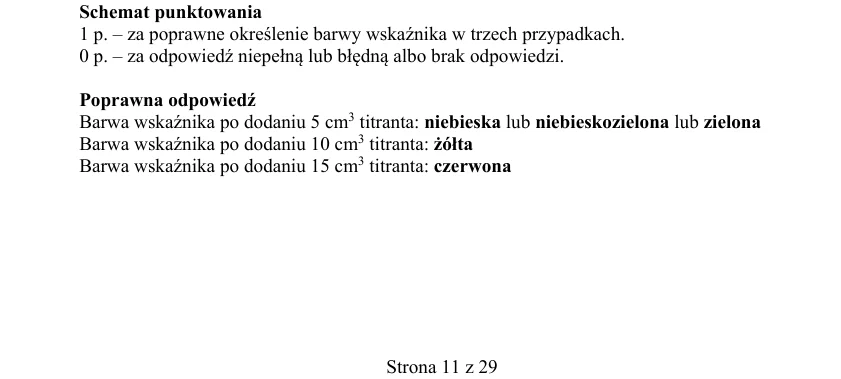 Schemat punktowania
1 p. – za poprawne określenie barwy wskaźnika w trzech przypadkach.
0 p. – za odpowiedź niepełną lub błędną albo brak odpowiedzi.
Poprawna odpowiedź
Barwa wskaźnika po dodaniu 5 cm³ titranta: niebieska lub niebieskozielona lub zielona
Barwa wskaźnika po dodaniu 10 cm³ titranta: żółta
Barwa wskaźnika po dodaniu 15 cm³ titranta: czerwona
Strona 11 z 29